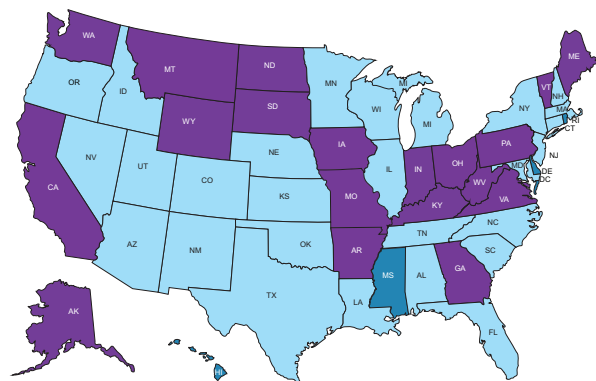 WA
ME
MT
ND
VT
MN
MI
OR
NH
ID
SD
NY
MA
WI
RI
WY
MI
CT
IA
PA
NE
NJ
NV
IL
IN
OH
MD
UT
DE
CO
WV
DC
CA
KS
MO
VA
KY
NC
TN
AZ
OK
NM
AR
SC
MS
AL
GA
TX
LA
AK
FL
HI